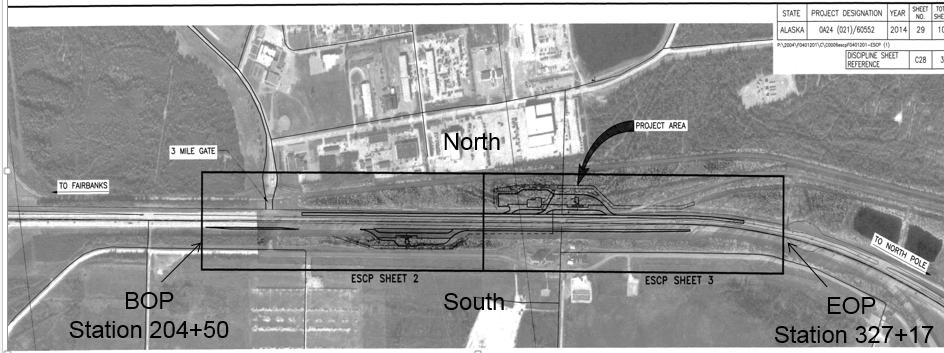 STATE PROJECT DESIGNATION YEAR SHEET NO.
ALASKA 0A24 (021)/60552 2014 29
DISCIPLINE SHEET REFERENCE C28
North
PROJECT AREA
3 MILE GATE
TO FAIRBANKS
TO NORTH POLE
ESCP SHEET 2
ESCP SHEET 3
BOP
Station 204+50
South
EOP
Station 327+17